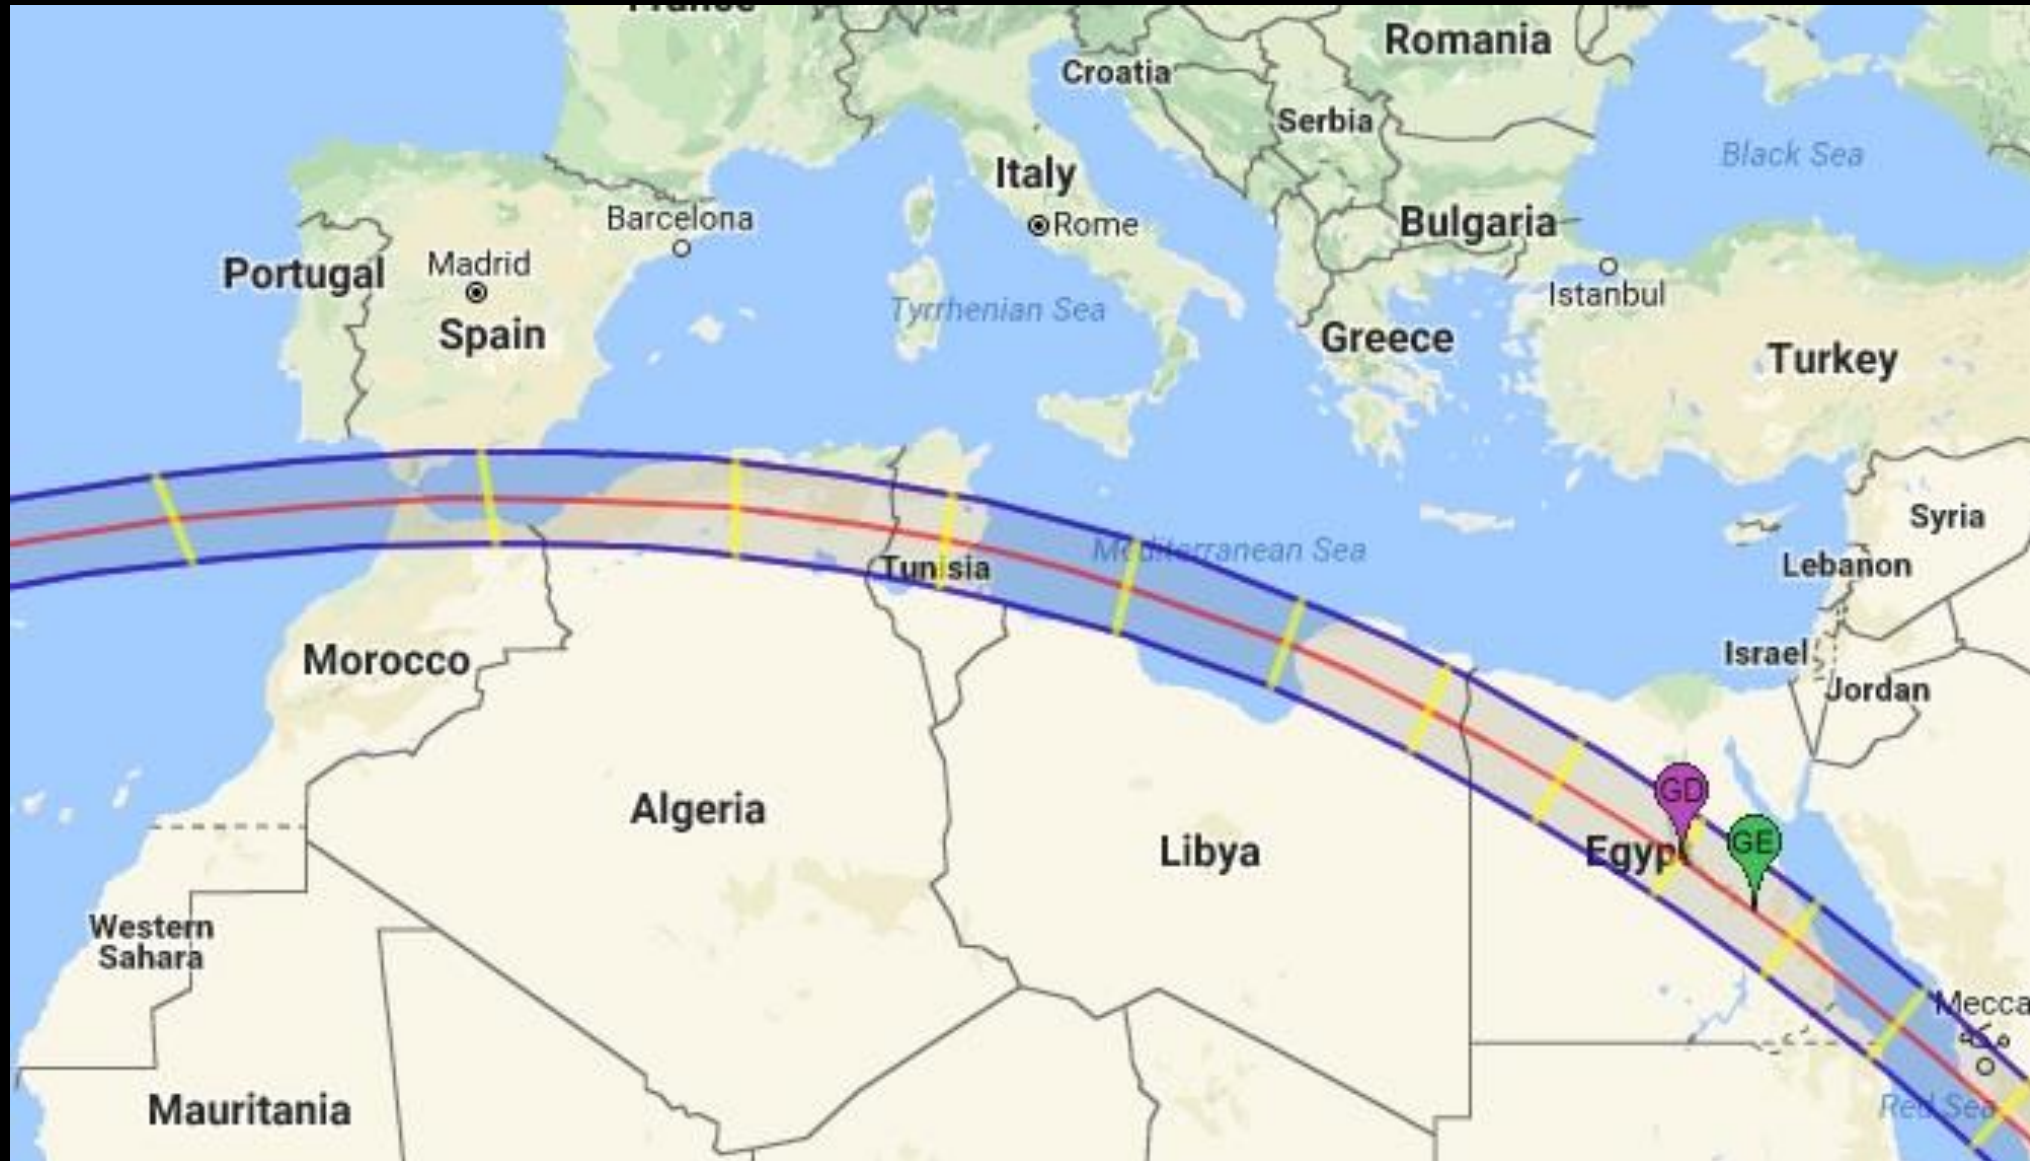 France
Romania
Croatia
Serbia
Black Sea
Italy
Barcelona
Rome
Bulgaria
Portugal
Madrid
Istanbul
Tyrrhenian Sea
Spain
Greece
Turkey
Syria
Mediterranean Sea
Tunisia
Lebanon
Israel
Morocco
Jordan
GD
Algeria
GE
Libya
Egypt
Western
Sahara
Mecca
Mauritania
Red Sea